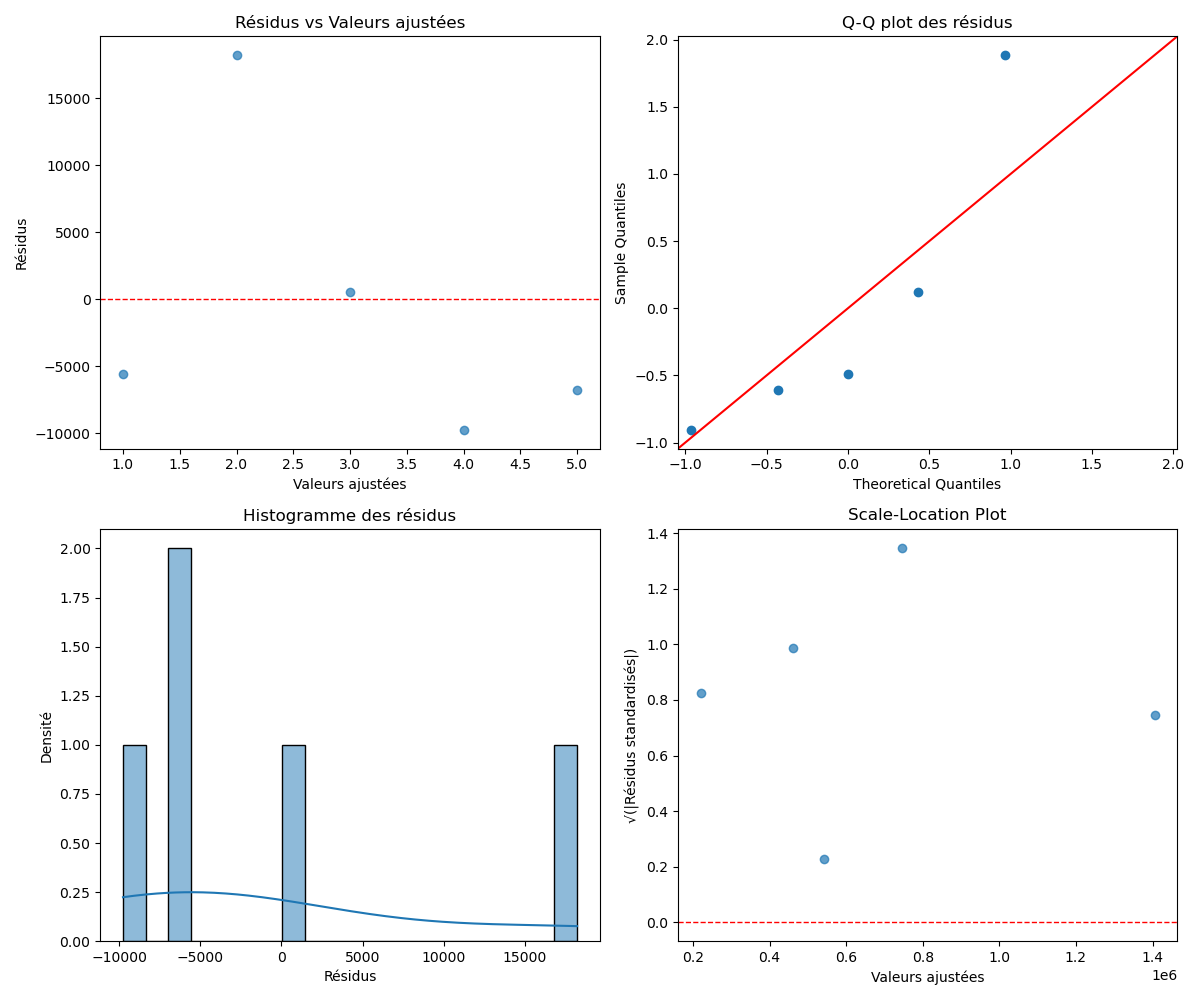 Résidus vs Valeurs ajustées
15000
10000
5000
0
−5000
−10000
Résidus
1.0 1.5 2.0 2.5 3.0 3.5 4.0 4.5 5.0
Valeurs ajustées
Q-Q plot des résidus
2.0
1.5
1.0
0.5
0.0
−0.5
−1.0
Sample Quantiles
−1.0 −0.5 0.0 0.5 1.0 1.5 2.0
Theoretical Quantiles
Histogramme des résidus
2.00
1.75
1.50
1.25
1.00
0.75
0.50
0.25
0.00
Densité
−10000 −5000 0 5000 10000 15000
Résidus
Scale-Location Plot
1.4
1.2
1.0
0.8
0.6
0.4
0.2
0.0
√(|Résidus standardisés|)
0.2 0.4 0.6 0.8 1.0 1.2 1.4
1e6
Valeurs ajustées